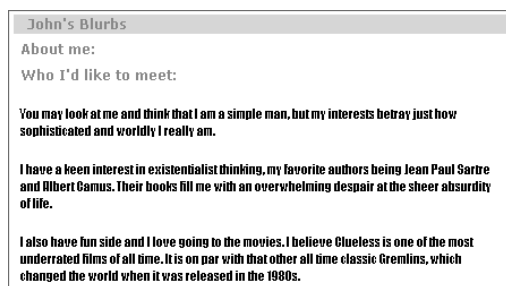 John's Blurbs
About me:
Who I'd like to meet:
You may look at me and think that I am a simple man, but my interests betray just how
sophisticated and worldly I really am.
I have a keen interest in existentialist thinking, my favorite authors being Jean Paul Sartre
and Albert Camus. Their books fill me with an overwhelming despair at the sheer absurdity
of life.
I also have fun side and I love going to the movies. I believe Clueless is one of the most
underrated films of all time. It is on par with that other all time classic Gremlins, which
changed the world when it was released in the 1980s.